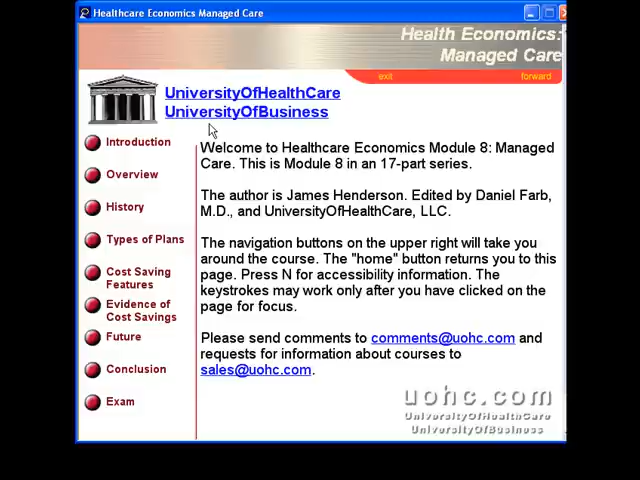 Healthcare Economics Managed Care
Health Economics:
Managed Care
exit forward
UniversityOfHealthCare
UniversityOfBusiness
Introduction
Overview
History
Types of Plans
Cost Saving
Features
Evidence of
Cost Savings
Future
Conclusion
Exam
Welcome to Healthcare Economics Module 8: Managed
Care. This is Module 8 in an 17-part series.
The author is James Henderson. Edited by Daniel Farb,
M.D., and UniversityOfHealthCare, LLC.
The navigation buttons on the upper right will take you
around the course. The "home" button returns you to this
page. Press N for accessibility information. The
keystrokes may work only after you have clicked on the
page for focus.
Please send comments to comments@uohc.com and
requests for information about courses to
sales@uohc.com.
uohc.com
UniversityOfHealthCare
UniversityOfBusiness